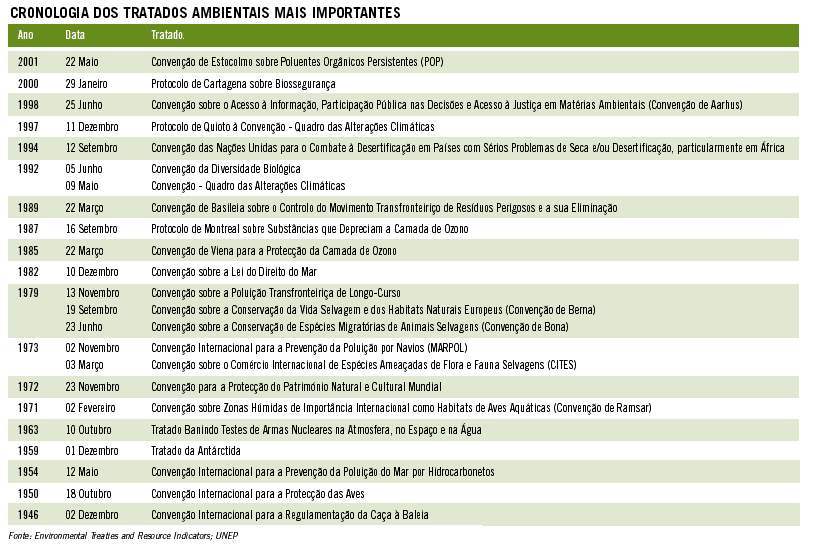 CRONOLOGIA DOS TRATADOS AMBIENTAIS MAIS IMPORTANTES
Ano Data Tratado.
2001 22 Maio Convenção de Estocolmo sobre Poluentes Orgânicos Persistentes (POP)
2000 29 Janeiro Protocolo de Cartagena sobre Biossegurança
1998 25 Junho Convenção sobre o Acesso à Informação, Participação Pública nas Decisões e Acesso à Justiça em Matérias Ambientais (Convenção de Aarhus)
1997 11 Dezembro Protocolo de Quioto à Convenção - Quadro das Alterações Climáticas
1994 12 Setembro Convenção das Nações Unidas para o Combate à Desertificação em Países com Sérios Problemas de Seca e/ou Desertificação, particularmente em África
1992 05 Junho Convenção da Diversidade Biológica
09 Maio Convenção - Quadro das Alterações Climáticas
1989 22 Março Convenção de Basileia sobre o Controlo do Movimento Transfronteiriço de Resíduos Perigosos e a sua Eliminação
1987 16 Setembro Protocolo de Montreal sobre Substâncias que Depreciam a Camada de Ozono
1985 22 Março Convenção de Viena para a Protecção da Camada de Ozono
1982 10 Dezembro Convenção sobre a Lei do Direito do Mar
1979 13 Novembro Convenção sobre a Poluição Transfronteiriça de Longo-Curso
19 Setembro Convenção sobre a Conservação da Vida Selvagem e dos Habitats Naturais Europeus (Convenção de Berna)
23 Junho Convenção sobre a Conservação de Espécies Migratórias de Animais Selvagens (Convenção de Bona)
1973 02 Novembro Convenção Internacional para a Prevenção da Poluição por Navios (MARPOL)
03 Março Convenção sobre o Comércio Internacional de Espécies Ameaçadas de Flora e Fauna Selvagens (CITES)
1972 23 Novembro Convenção para a Protecção do Património Natural e Cultural Mundial
1971 02 Fevereiro Convenção sobre Zonas Húmidas de Importância Internacional como Habitats de Aves Aquáticas (Convenção de Ramsar)
1963 10 Outubro Tratado Banindo Testes de Armas Nucleares na Atmosfera, no Espaço e na Água
1959 01 Dezembro Tratado da Antárctida
1954 12 Maio Convenção Internacional para a Prevenção da Poluição do Mar por Hidrocarbonetos
1950 18 Outubro Convenção Internacional para a Protecção das Aves
1946 02 Dezembro Convenção Internacional para a Regulamentação da Caça à Baleia
Fonte: Environmental Treaties and Resource Indicators; UNEP